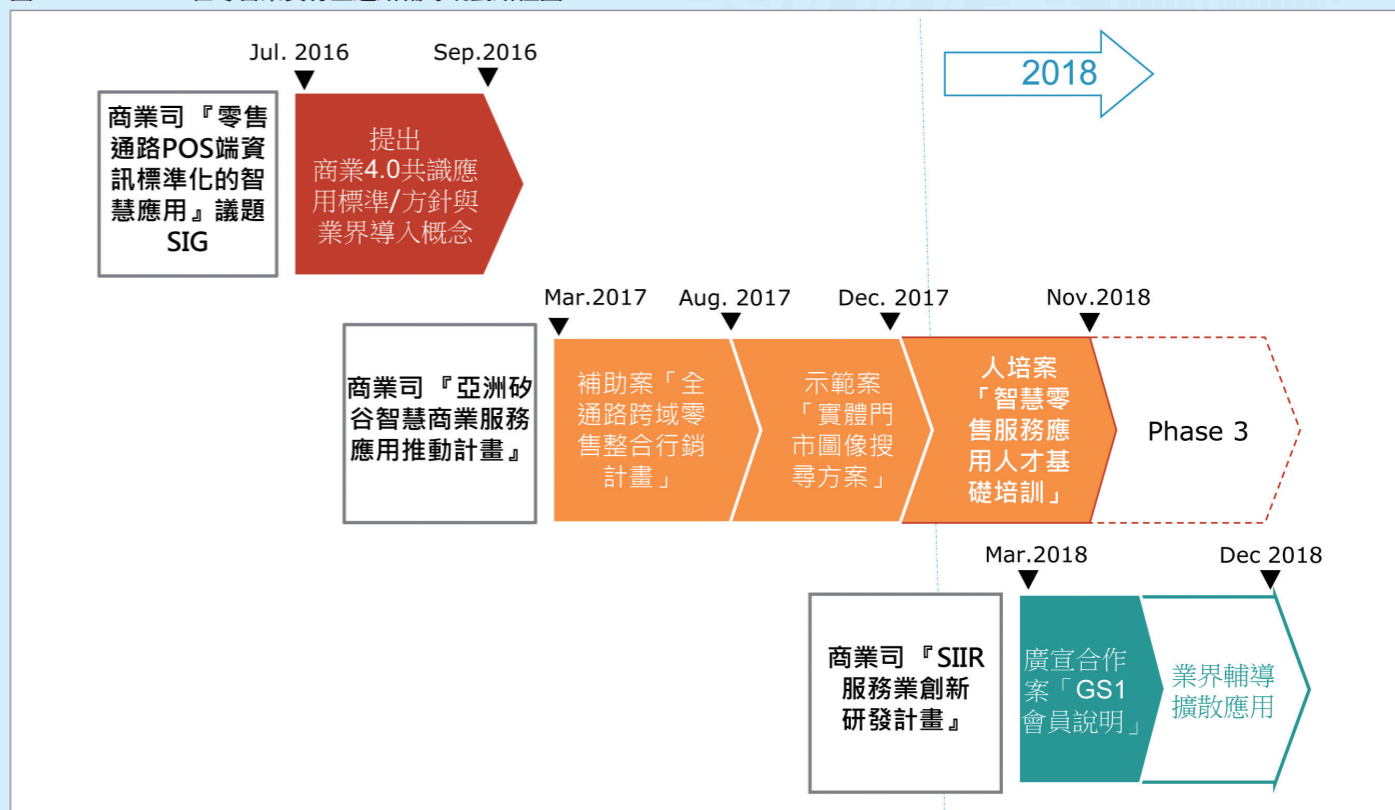 Jul. 2016
Sep.2016
2018
商業司『零售
通路POS端資
訊標準化的智
慧應用』議題
SIG
提出
商業4.0共識應
用標準/方針與
業界導入概念
Mar.2017
Aug. 2017
Dec. 2017
Nov.2018
商業司『亞洲矽
谷智慧商業服務
應用推動計畫』
補助案「全
通路跨域零
售整合行銷
計畫」
示範案
「實體門
市圖像搜
尋方案」
人培案
「智慧零
售服務應
用人才基
礎培訓」
Phase 3
Mar.2018
Dec 2018
商業司『SIIR
服務業創新
研發計畫』
廣宣合作
案「GS1
會員說明」
業界輔導
擴散應用